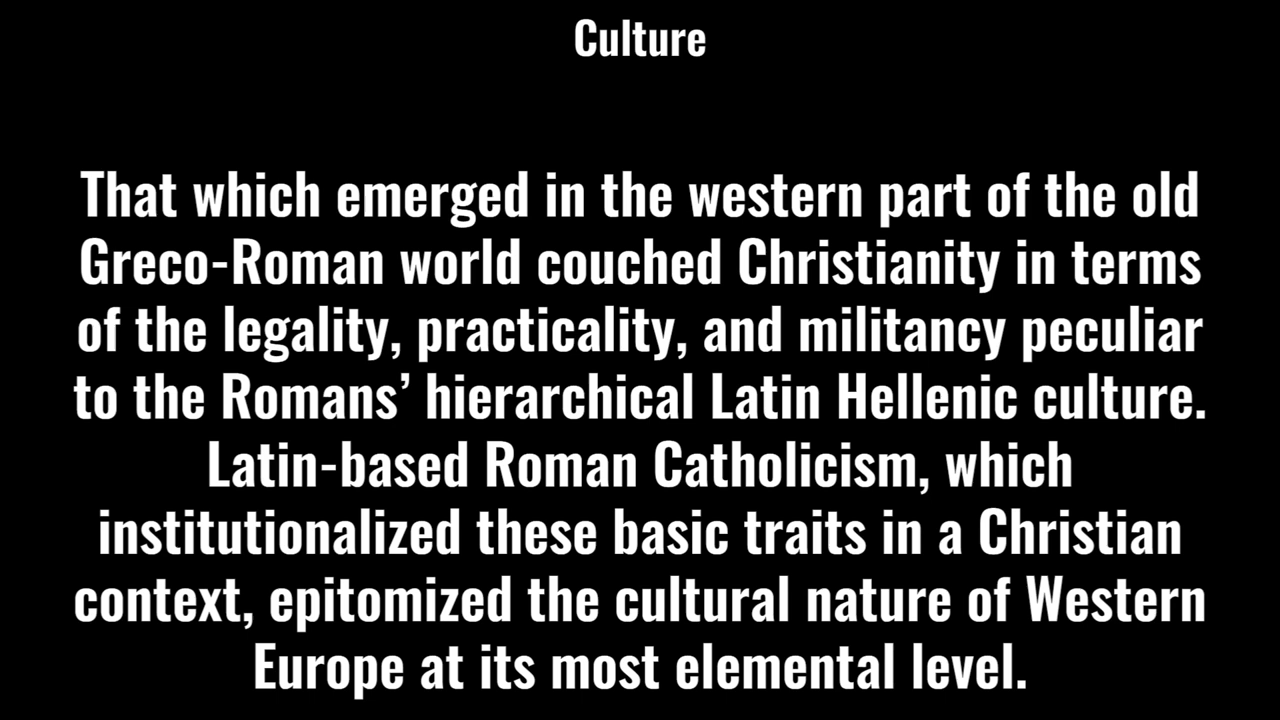 Culture
That which emerged in the western part of the old
Greco-Roman world couched Christianity in terms
of the legality, practicality, and militancy peculiar
to the Romans’ hierarchical Latin Hellenic culture.
Latin-based Roman Catholicism, which
institutionalized these basic traits in a Christian
context, epitomized the cultural nature of Western
Europe at its most elemental level.